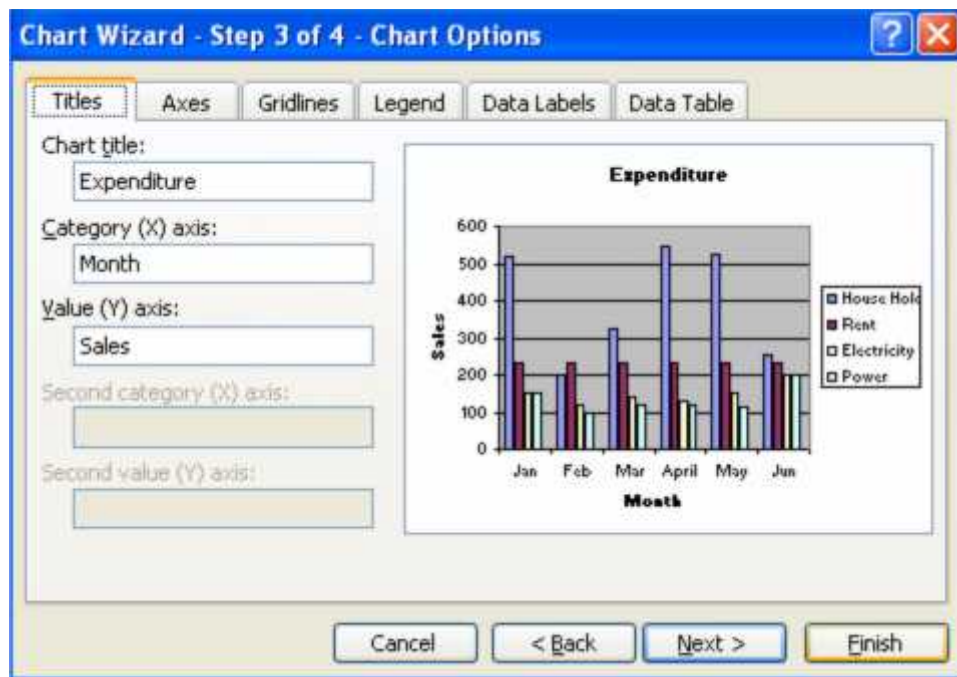 Chart Wizard - Step 3 of 4 - Chart Options
Titles Axes Gridlines Legend Data Labels Data Table
Chart title:
Expenditure
Category (X) axis:
Month
Value (Y) axis:
Sales
Second category (X) axis:
Second value (Y) axis:
Expenditure
600
500
400
300
200
100
0
Sales
Jan Feb Mar April May Jun
Month
House Hold
Rent
Electricity
Power
Cancel < Back Next > Finish